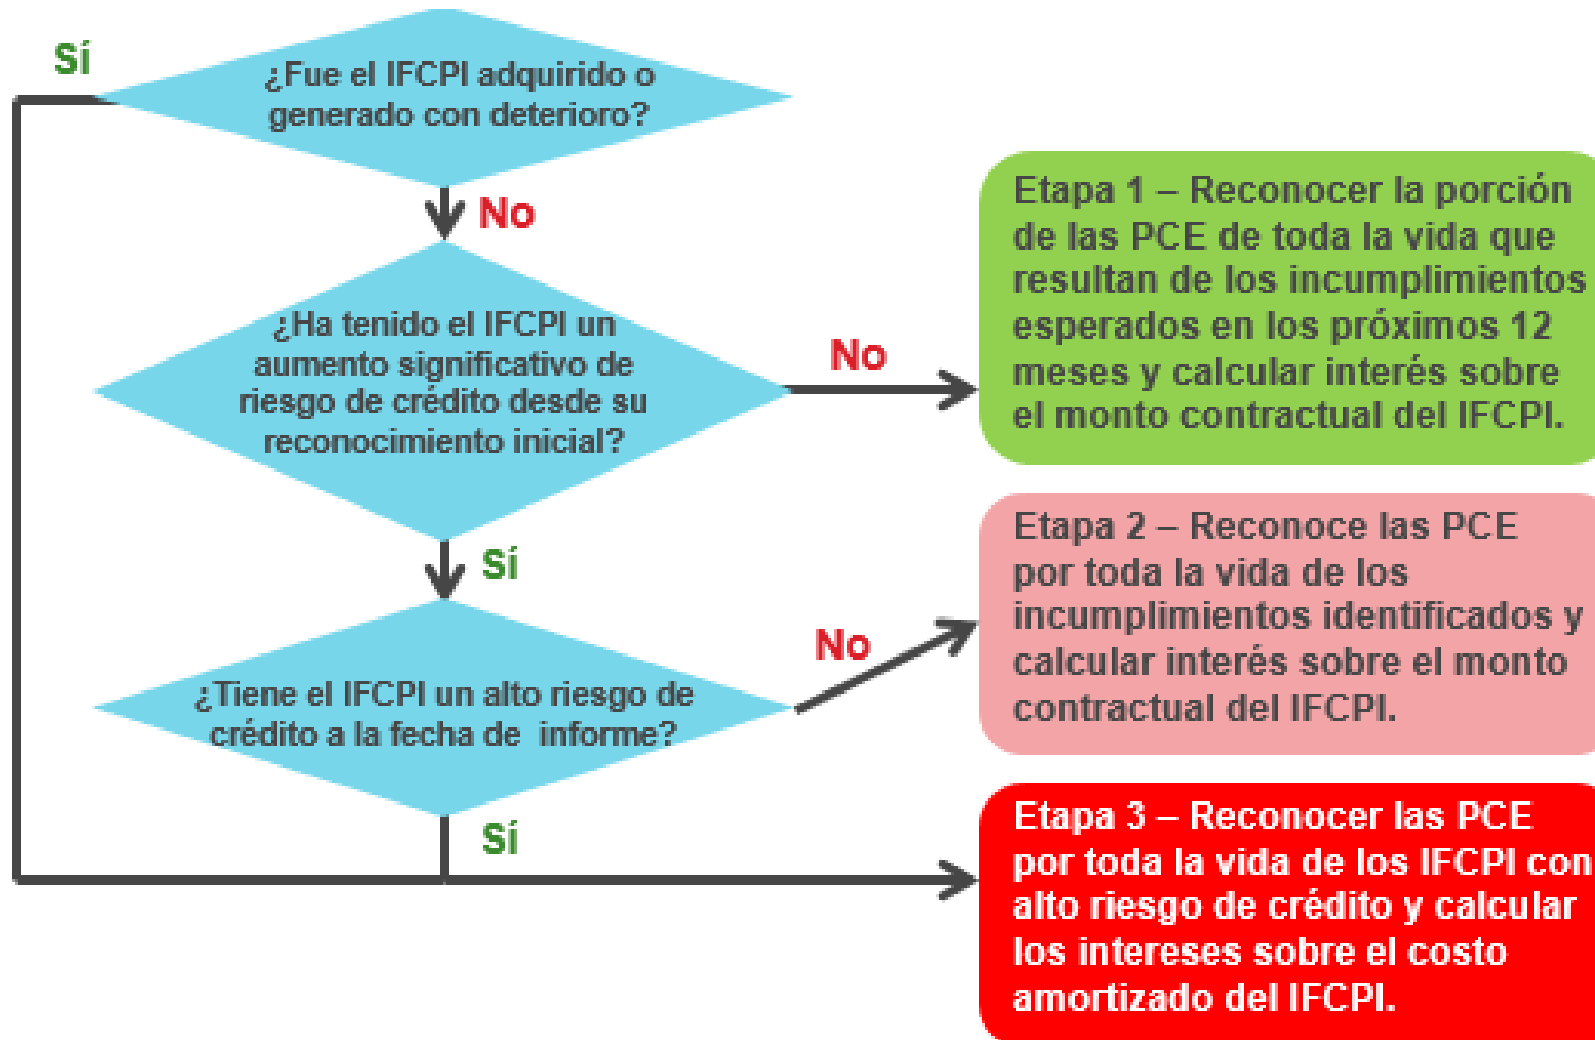 Sí
¿Fue el IFCPI adquirido o
generado con deterioro?
No
¿Ha tenido el IFCPI un
aumento significativo de
riesgo de crédito desde su
reconocimiento inicial?
No
Etapa 1 – Reconocer la porción
de las PCE de toda la vida que
resultan de los incumplimientos
esperados en los próximos 12
meses y calcular interés sobre
el monto contractual del IFCPI.
Sí
¿Tiene el IFCPI un alto riesgo de
crédito a la fecha de informe?
No
Etapa 2 – Reconoce las PCE
por toda la vida de los
incumplimientos identificados y
calcular interés sobre el monto
contractual del IFCPI.
Sí
Etapa 3 – Reconocer las PCE
por toda la vida de los IFCPI con
alto riesgo de crédito y calcular
los intereses sobre el costo
amortizado del IFCPI.